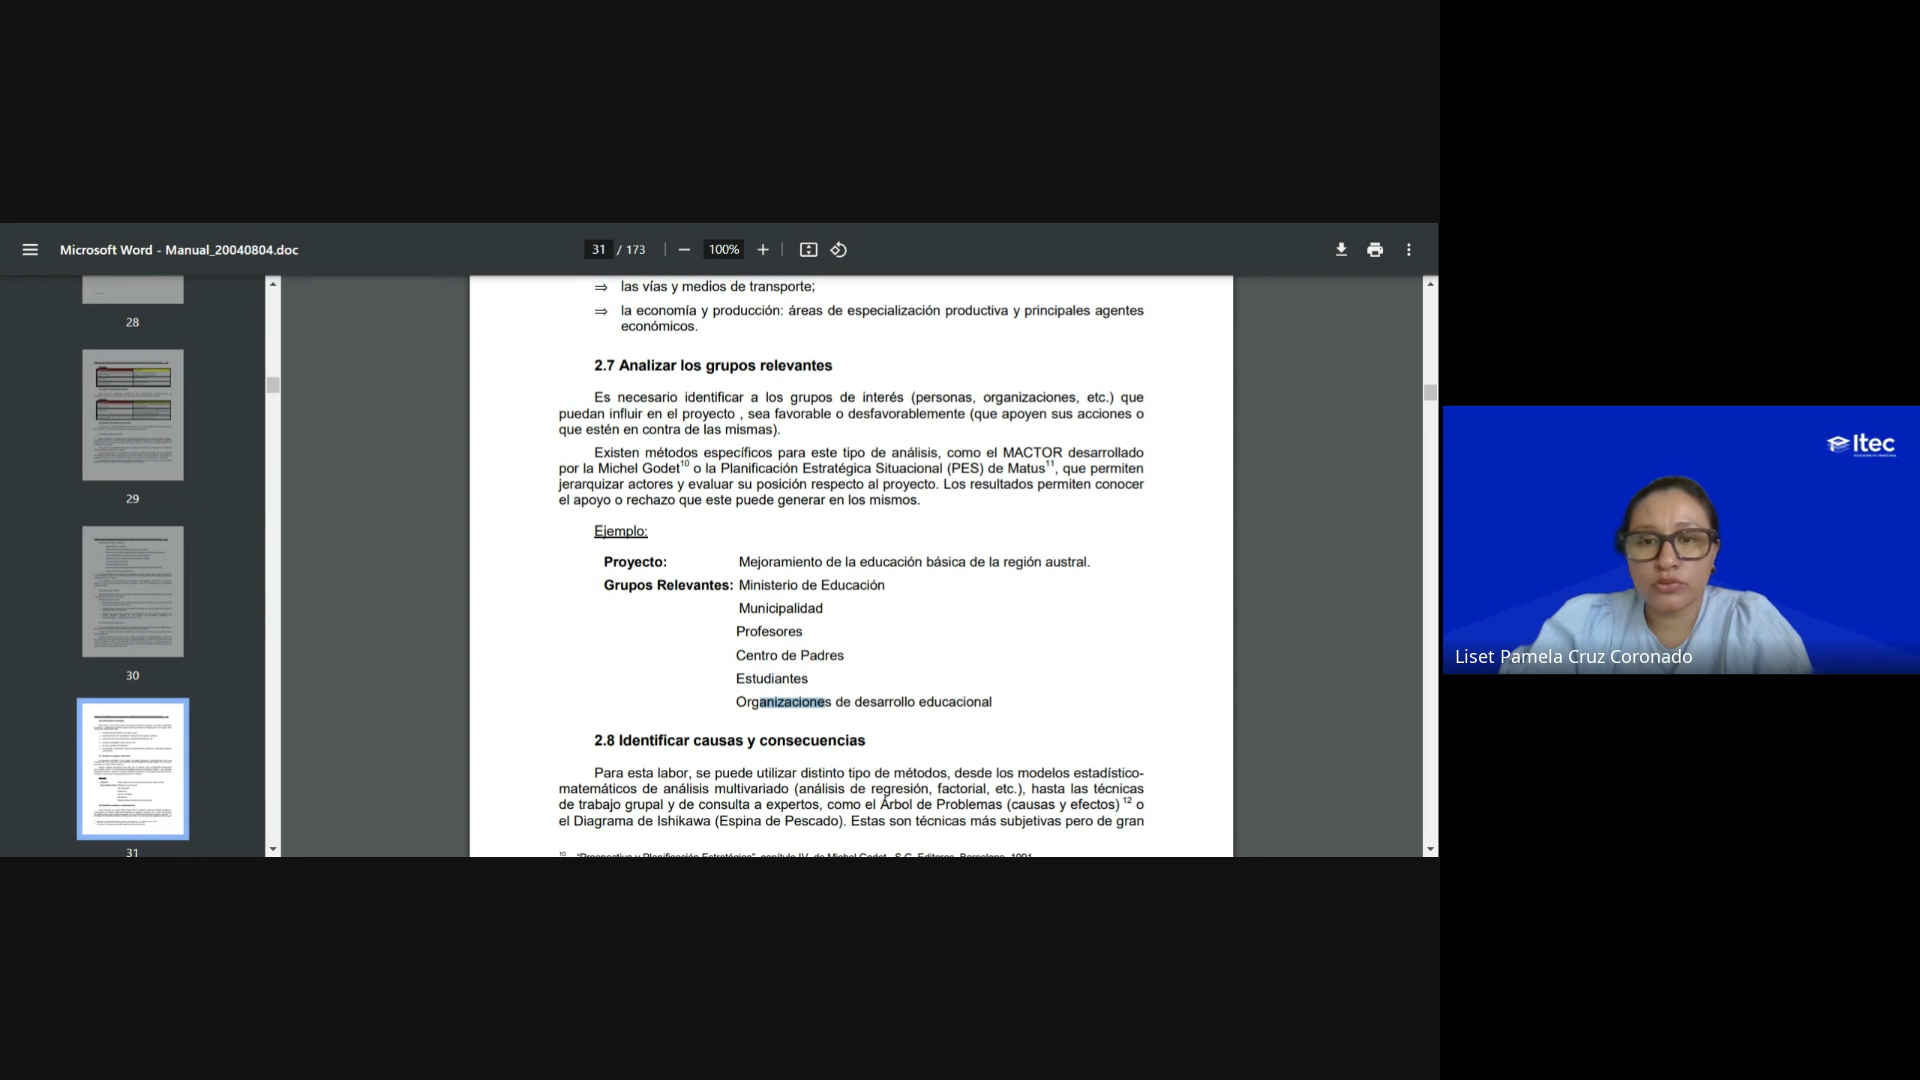 Microsoft Word - Manual_20040804.doc
31 / 173
100%
28
29
30
31
⇒ las vías y medios de transporte;
⇒ la economía y producción: áreas de especialización productiva y principales agentes
económicos.
2.7 Analizar los grupos relevantes
Es necesario identificar a los grupos de interés (personas, organizaciones, etc.) que
puedan influir en el proyecto , sea favorable o desfavorablemente (que apoyen sus acciones o
que estén en contra de las mismas).
Existen métodos específicos para este tipo de análisis, como el MACTOR desarrollado
por la Michel Godet10 o la Planificación Estratégica Situacional (PES) de Matus11, que permiten
jerarquizar actores y evaluar su posición respecto al proyecto. Los resultados permiten conocer
el apoyo o rechazo que este puede generar en los mismos.
Ejemplo:
Proyecto: Mejoramiento de la educación básica de la región austral.
Grupos Relevantes: Ministerio de Educación
Municipalidad
Profesores
Centro de Padres
Estudiantes
Organizaciones de desarrollo educacional
2.8 Identificar causas y consecuencias
Para esta labor, se puede utilizar distinto tipo de métodos, desde los modelos estadístico-
matemáticos de análisis multivariado (análisis de regresión, factorial, etc.), hasta las técnicas
de trabajo grupal y de consulta a expertos, como el Árbol de Problemas (causas y efectos) 12 o
el Diagrama de Ishikawa (Espina de Pescado). Estas son técnicas más subjetivas pero de gran
Itec
Liset Pamela Cruz Coronado